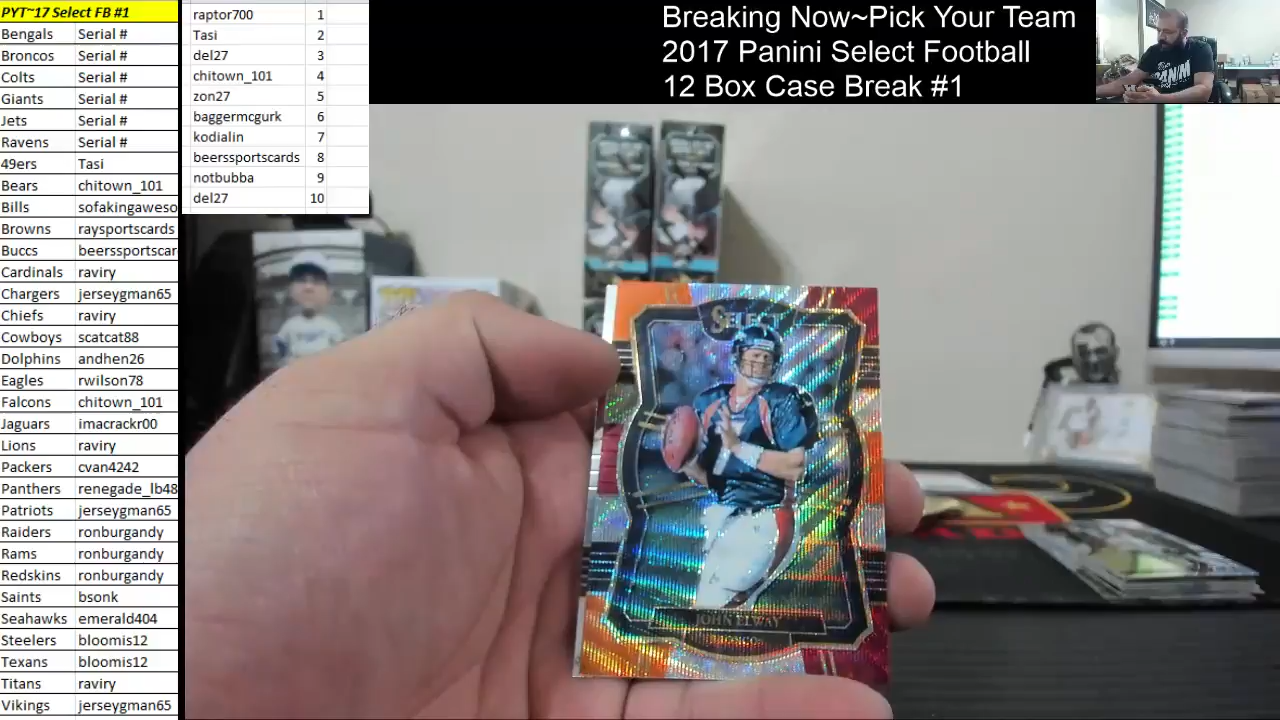 PYT~17 Select FB #1
Bengals Serial #
Broncos Serial #
Colts Serial #
Giants Serial #
Jets Serial #
Ravens Serial #
49ers Tasi
Bears chitown_101
Bills sofakingaweso
Browns raysportscards
Buccs beerssportscar
Cardinals raviry
Chargers jerseygman65
Chiefs raviry
Cowboys scatcat88
Dolphins andhen26
Eagles rwilson78
Falcons chitown_101
Jaguars imacrackr00
Lions raviry
Packers cvan4242
Panthers renegade_lb48
Patriots jerseygman65
Raiders ronburgandy
Rams ronburgandy
Redskins ronburgandy
Saints bsonk
Seahawks emerald404
Steelers bloomis12
Texans bloomis12
Titans raviry
Vikings jerseygman65
raptor700 1
Tasi 2
del27 3
chitown_101 4
zon27 5
baggermcgurk 6
kodialin 7
beerssportscards 8
notbubba 9
del27 10
Breaking Now~Pick Your Team
2017 Panini Select Football
12 Box Case Break #1
SELECT
JOHN ELWAY